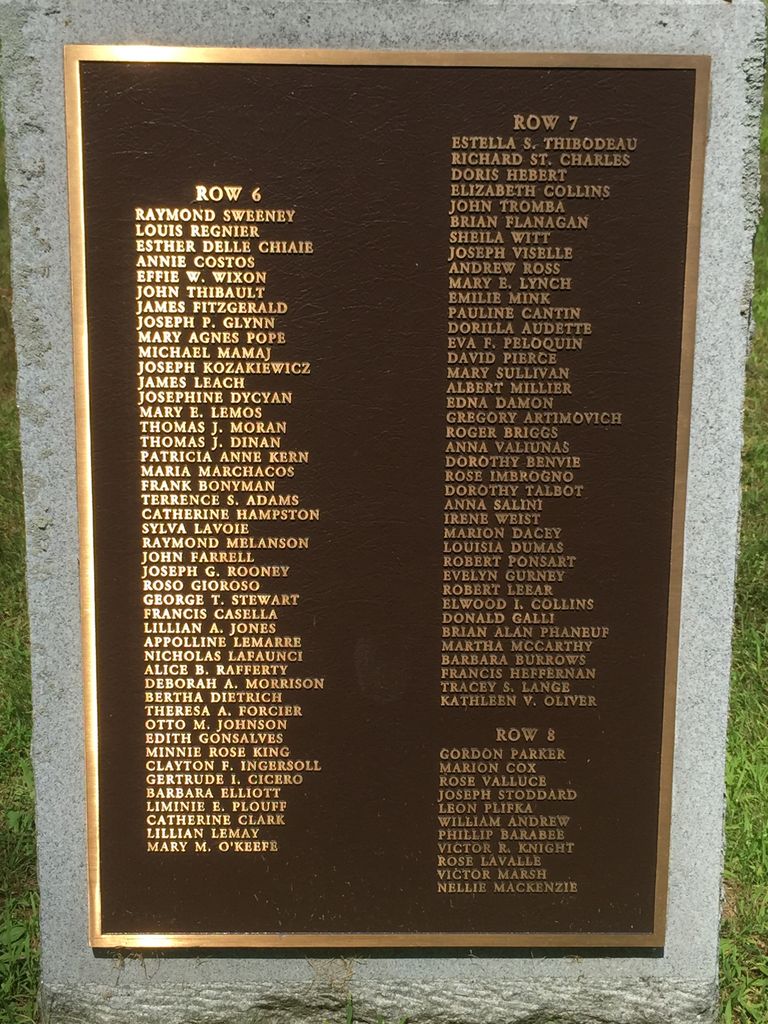 ROW 6
RAYMOND SWEENEY
LOUIS REGNIER
ESTHER DELLE CHIAIE
ANNIE COSTOS
EFFIE W. WIXON
JOHN THIBAULT
JAMES FITZGERALD
JOSEPH P. GLYNN
MARY AGNES POPE
MICHAEL MAMAJ
JOSEPH KOZAKIEWICZ
JAMES LEACH
JOSEPHINE DYCYAN
MARY E. LEMOS
THOMAS J. MORAN
THOMAS J. DINAN
PATRICIA ANNE KERN
MARIA MARCHACOS
FRANK BONYMAN
TERRENCE S. ADAMS
CATHERINE HAMPSTON
SYLVA LAVOIE
RAYMOND MELANSON
JOHN FARRELL
JOSEPH G. ROONEY
ROSO GIOROSO
GEORGE T. STEWART
FRANCIS CASELLA
LILLIAN A. JONES
APPOLLINE LEMARRE
NICHOLAS LAFAUNCI
ALICE B. RAFFERTY
DEBORAH A. MORRISON
BERTHA DIETRICH
THERESA A. FORCIER
OTTO M. JOHNSON
EDITH GONSALVES
MINNIE ROSE KING
CLAYTON F. INGERSOLL
GERTRUDE I. CICERO
BARBARA ELLIOTT
LIMINIE E. PLOUFF
CATHERINE CLARK
LILLIAN LEMAY
MARY M. O'KEEFE
ROW 7
ESTELLA S. THIBODEAU
RICHARD ST. CHARLES
DORIS HEBERT
ELIZABETH COLLINS
JOHN TROMBA
BRIAN FLANAGAN
SHEILA WITT
JOSEPH VISELLE
ANDREW ROSS
MARY E. LYNCH
EMILIE MINK
PAULINE CANTIN
DORILLA AUDETTE
EVA F. PELOQUIN
DAVID PIERCE
MARY SULLIVAN
ALBERT MILLIER
EDNA DAMON
GREGORY ARTIMOVICH
ROGER BRIGGS
ANNA VALIUNAS
DOROTHY BENVIE
ROSE IMBROGNO
DOROTHY TALBOT
ANNA SALINI
IRENE WEIST
MARION DACEY
LOUISIA DUMAS
ROBERT PONSART
EVELYN GURNEY
ROBERT LEEAR
ELWOOD I. COLLINS
DONALD GALLI
BRIAN ALAN PHANEUF
MARTHA MCCARTHY
BARBARA BURROWS
FRANCIS HEFFERNAN
TRACEY S. LANGE
KATHLEEN V. OLIVER
ROW 8
GORDON PARKER
MARION COX
ROSE VALLUCE
JOSEPH STODDARD
LEON PLIFKA
WILLIAM ANDREW
PHILLIP BARABEE
VICTOR R. KNIGHT
ROSE LAVALLE
VICTOR MARSH
NELLIE MACKENZIE